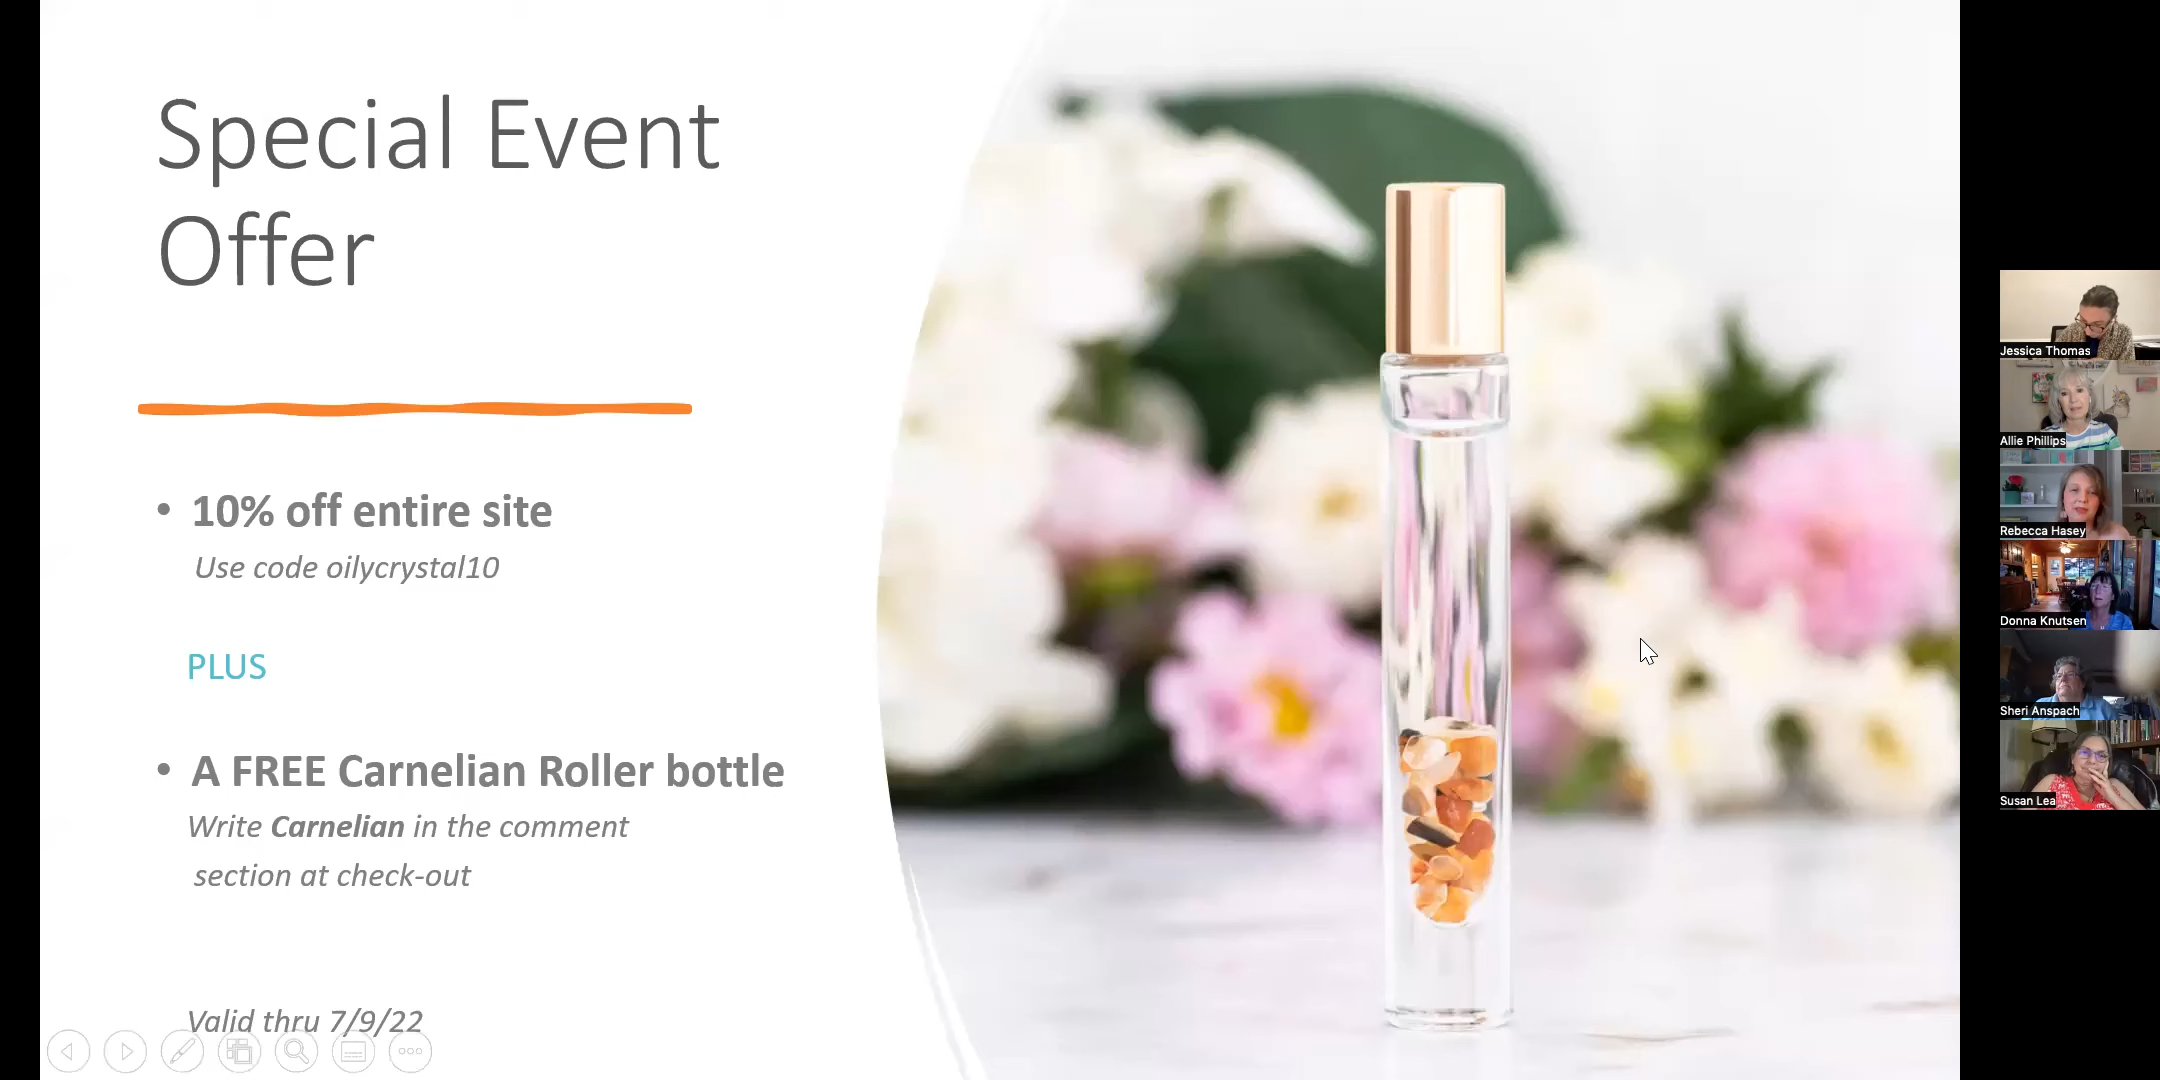 Special Event
Offer
• 10% off entire site
Use code oilycrystal10
PLUS
• A FREE Carnelian Roller bottle
Write Carnelian in the comment
section at check-out
Valid thru 7/9/22
Jessica Thomas
Allie Phillips
Rebecca Hasey
Donna Knutsen
Sheri Anspach
Susan Lea